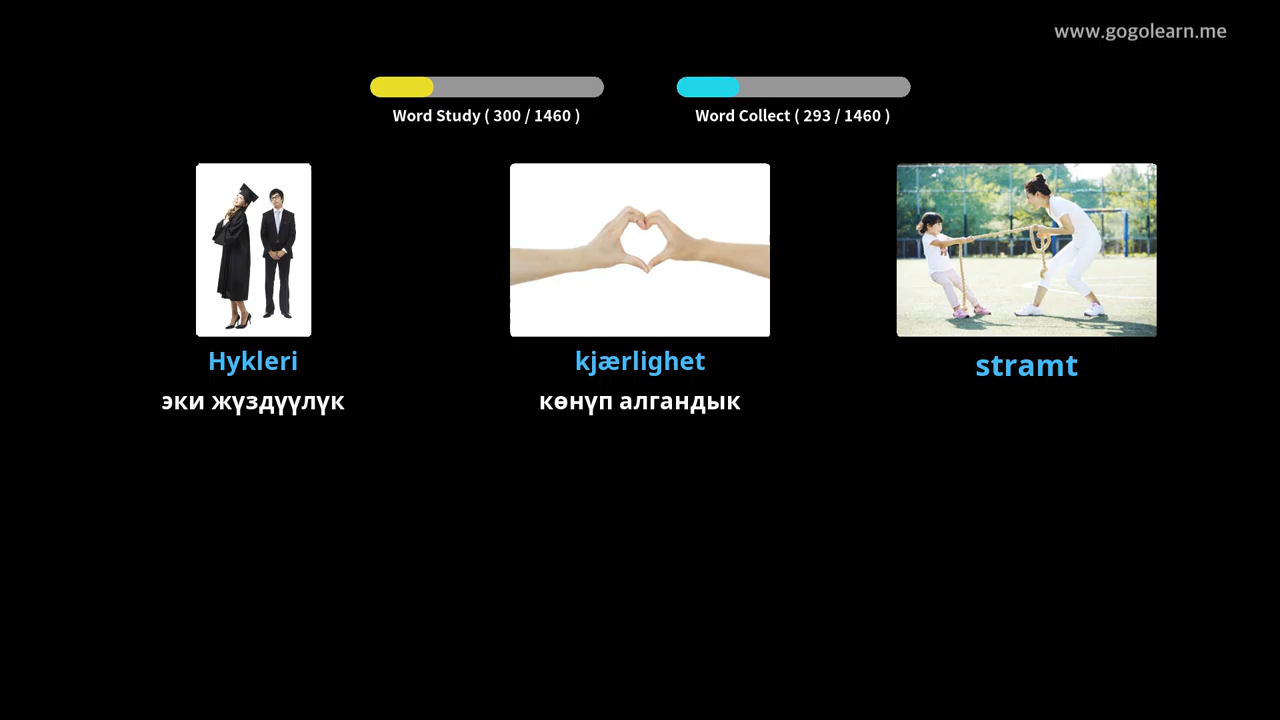 www.gogolearn.me
Word Study ( 300 / 1460 )
Word Collect ( 293 / 1460 )
Hykleri
эки жүздүүлүк
kjærlighet
көнүп алгандык
stramt